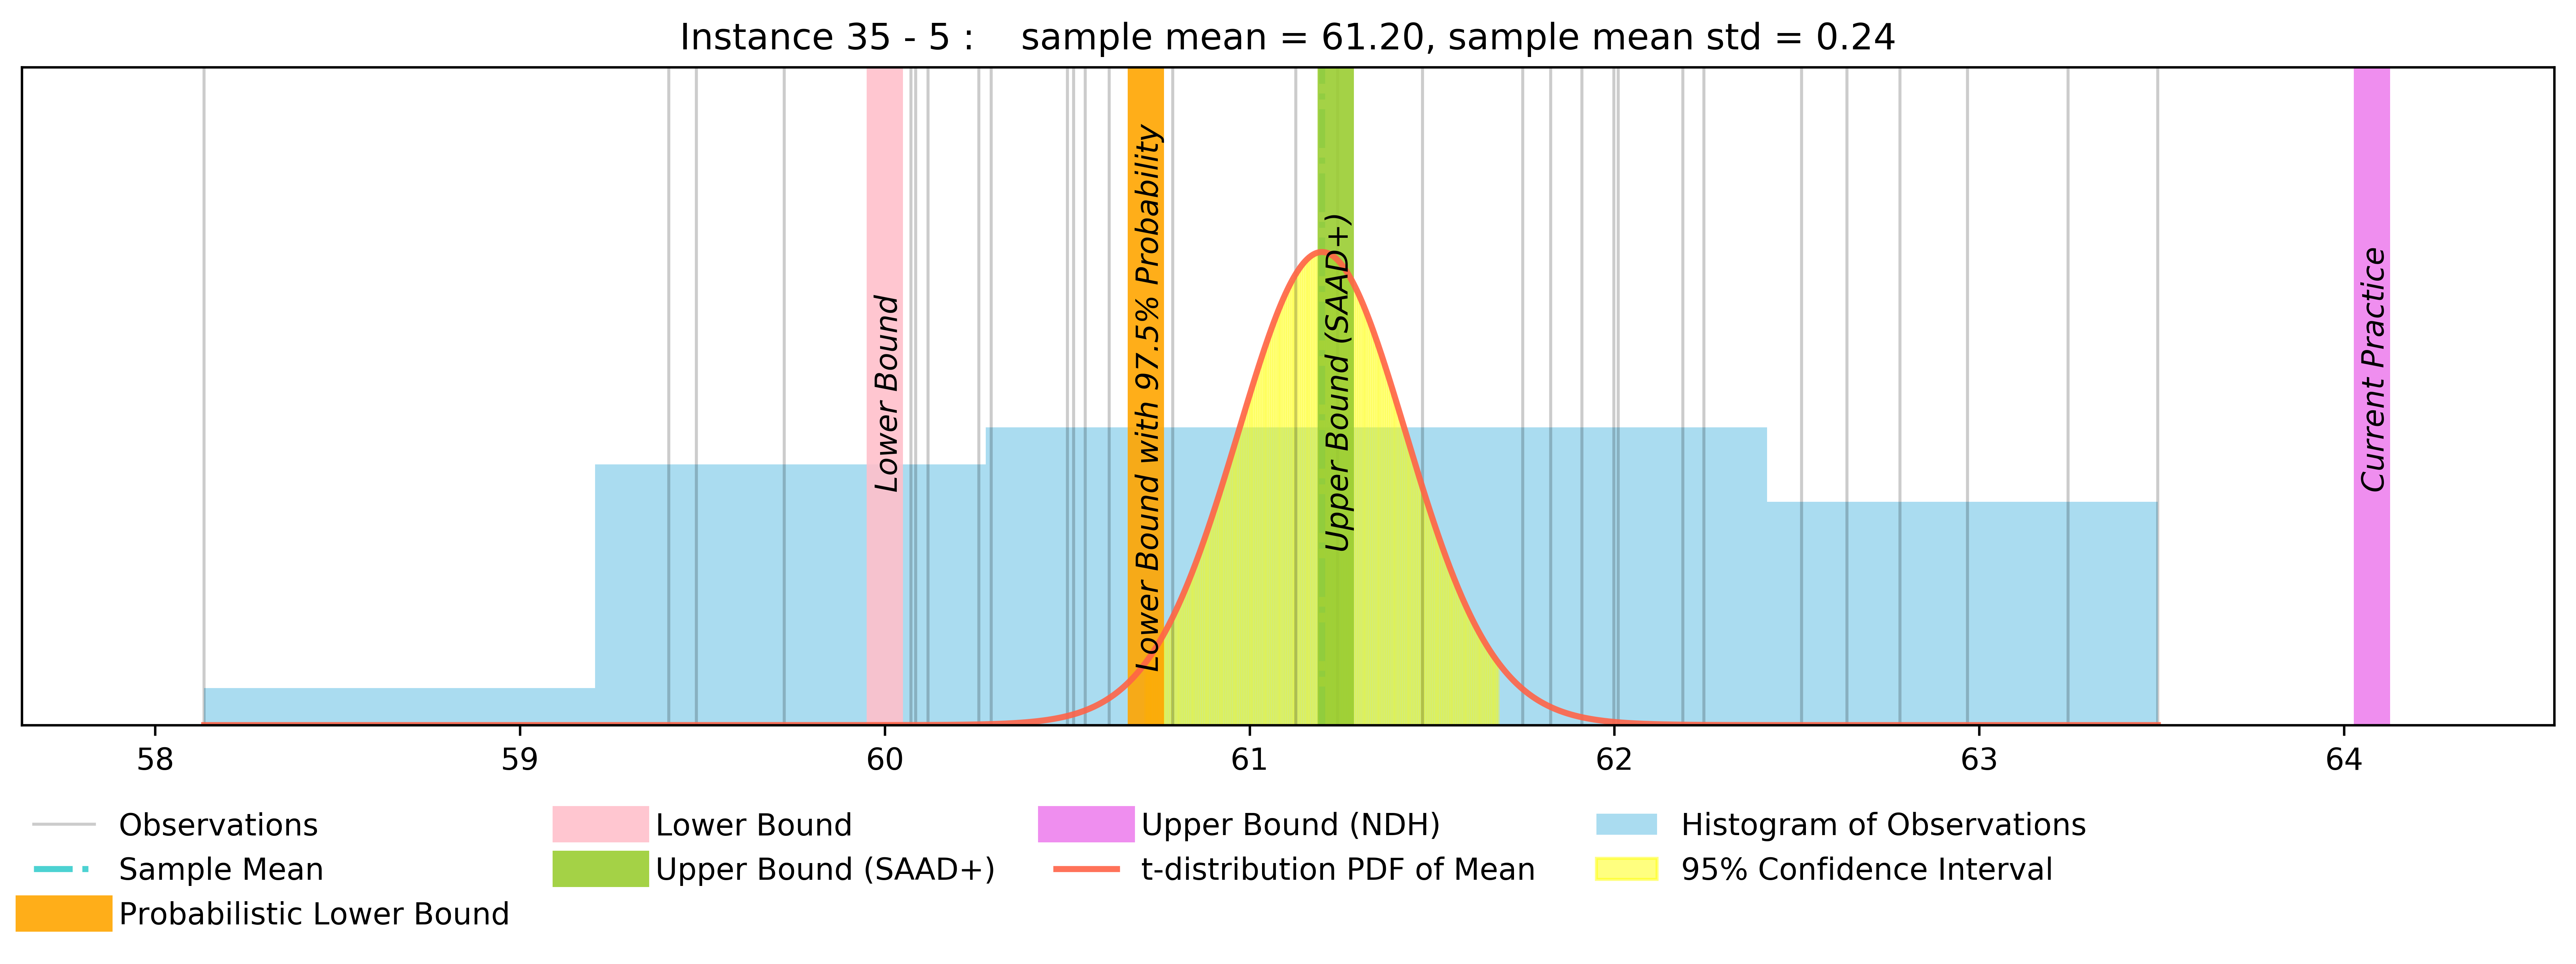 Instance 35 - 5 :    sample mean = 61.20, sample mean std = 0.24
Lower Bound
Lower Bound with 97.5% Probability
Upper Bound (SAAD+)
Current Practice
58 59 60 61 62 63 64
Observations
Sample Mean
Probabilistic Lower Bound
Lower Bound
Upper Bound (SAAD+)
Upper Bound (NDH)
t-distribution PDF of Mean
Histogram of Observations
95% Confidence Interval